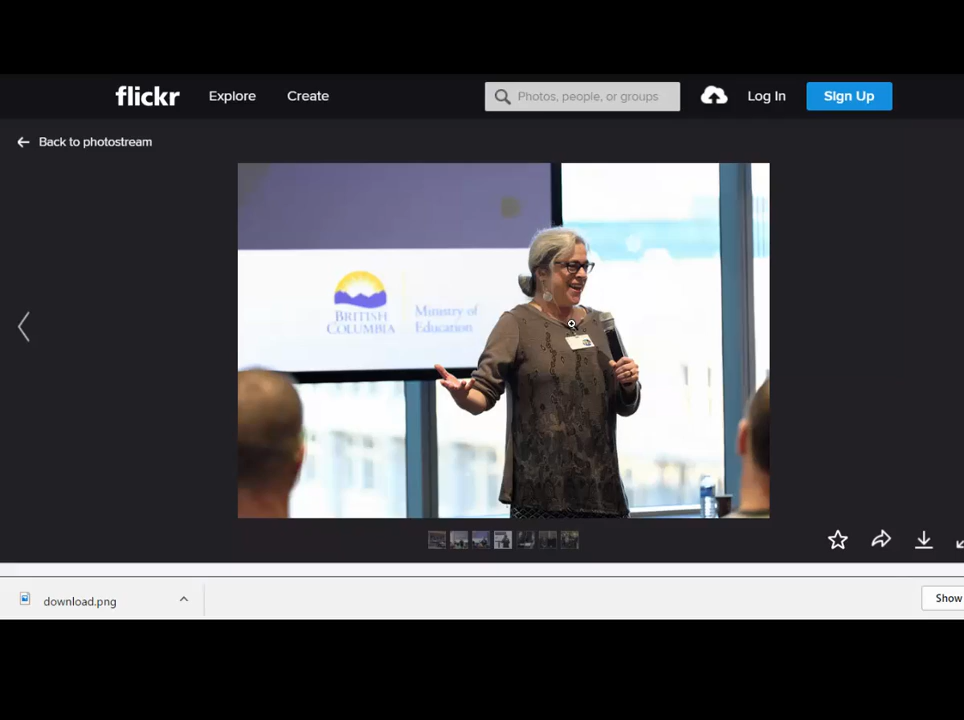 flickr Explore Create Photos, people, or groups Log In Sign Up
Back to photostream
BRITISH
COLUMBIA
Ministry of
Education
download.png
Show